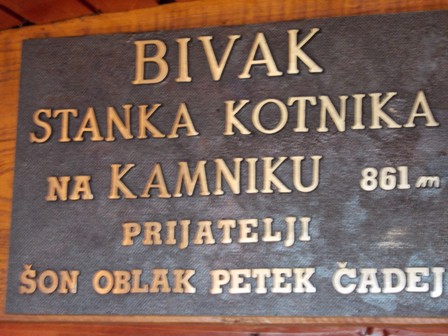 BIVAK
STANKA KOTNIKA
NA KAMNIKU 861 m
PRIJATELJI
ŠON OBLAK PETEK ČADEJ